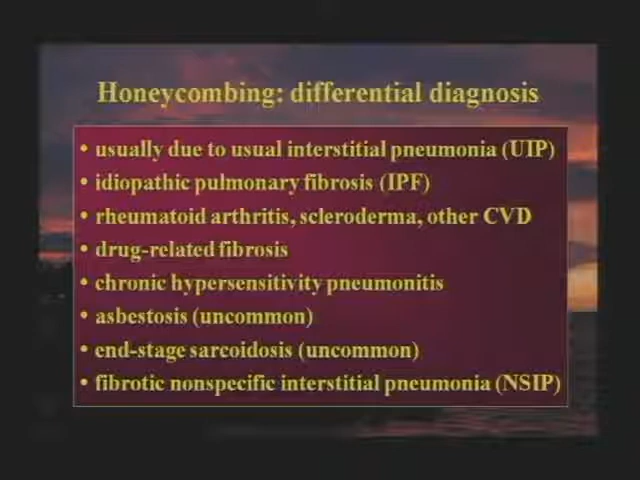 Honeycombing: differential diagnosis
• usually due to usual interstitial pneumonia (UIP)
• idiopathic pulmonary fibrosis (IPF)
• rheumatoid arthritis, scleroderma, other CVD
• drug-related fibrosis
• chronic hypersensitivity pneumonitis
• asbestosis (uncommon)
• end-stage sarcoidosis (uncommon)
• fibrotic nonspecific interstitial pneumonia (NSIP)